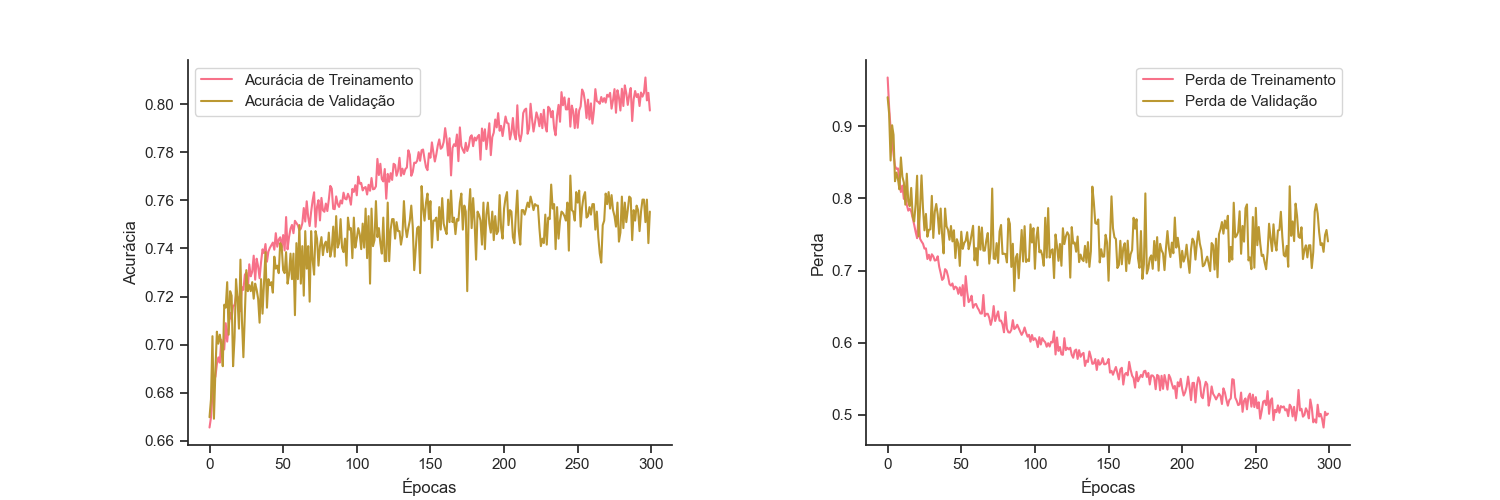 Acurácia de Treinamento
Acurácia de Validação
0.80
0.78
0.76
0.74
0.72
0.70
0.68
0.66
Acurácia
0 50 100 150 200 250 300
Épocas
Perda de Treinamento
Perda de Validação
0.9
0.8
0.7
0.6
0.5
Perda
0 50 100 150 200 250 300
Épocas